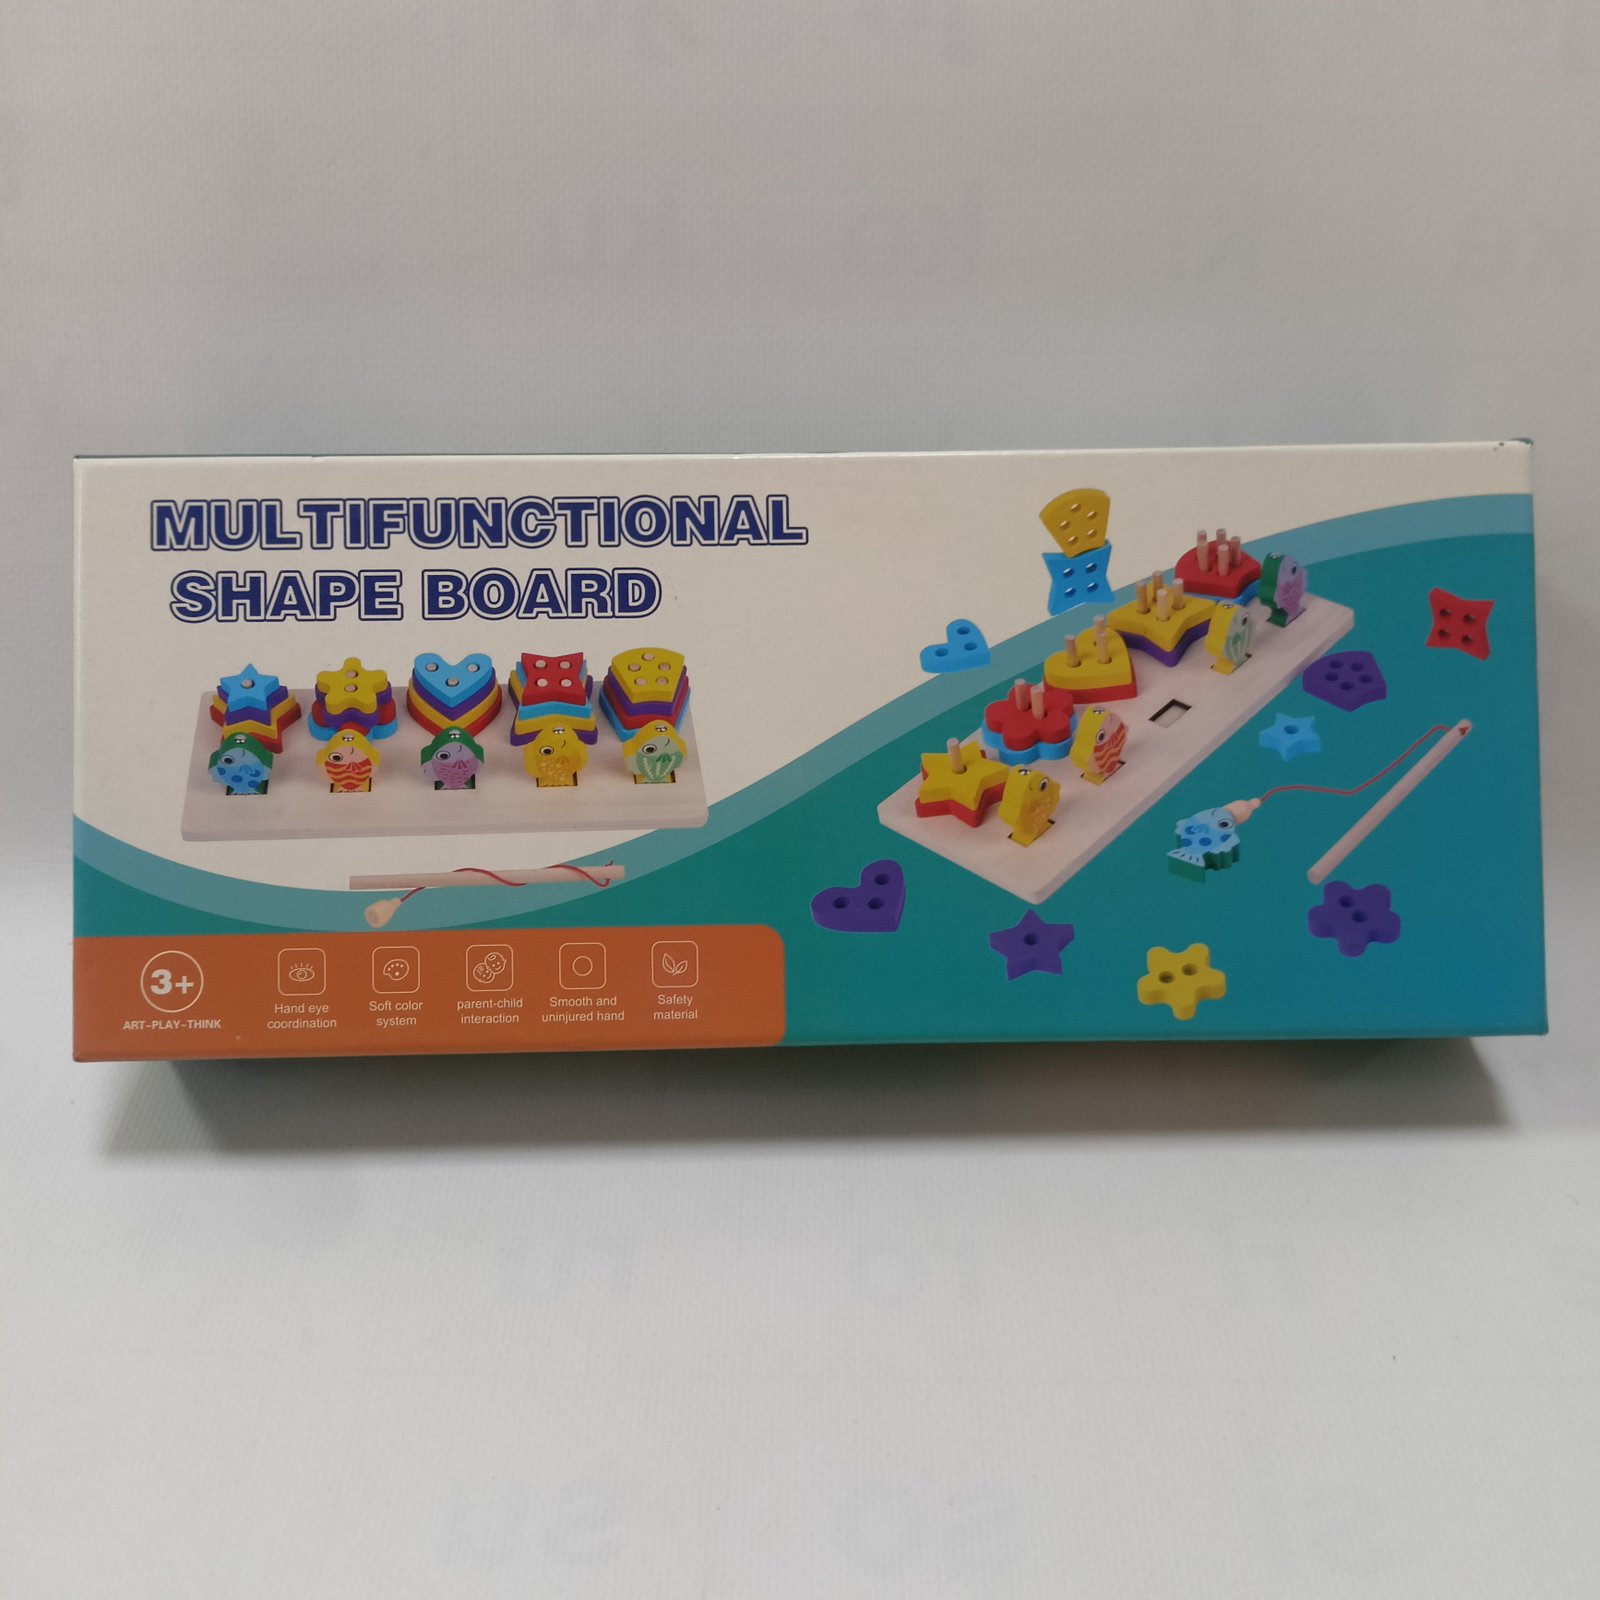 MULTIFUNCTIONAL
SHAPE BOARD
3+
ART-PLAY-THINK
Hand eye
coordination
Soft color
system
parent-child
interaction
Smooth and
uninjured hand
Safety
material